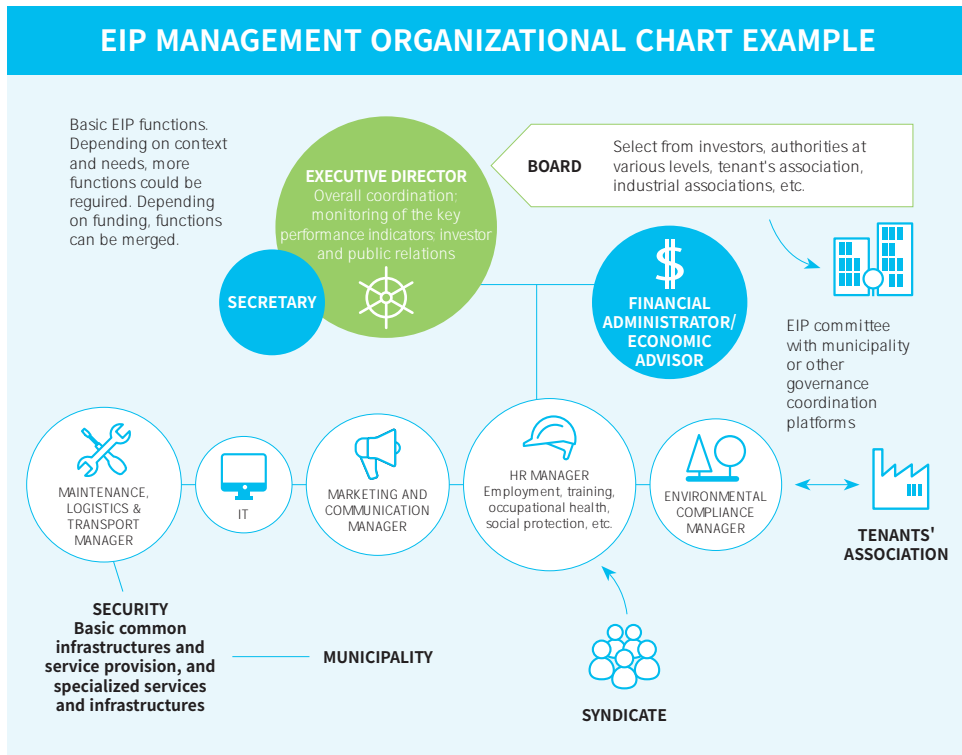 EIP MANAGEMENT ORGANIZATIONAL CHART EXAMPLE
Basic EIP functions.
Depending on context
and needs, more
functions could be
required. Depending
on funding, functions
can be merged.
EXECUTIVE DIRECTOR
Overall coordination;
monitoring of the key
performance indicators; investor
and public relations
SECRETARY
BOARD
Select from investors, authorities at
various levels, tenant's association,
industrial associations, etc.
$
FINANCIAL
ADMINISTRATOR/
ECONOMIC
ADVISOR
EIP committee
with municipality
or other
governance
coordination
platforms
MAINTENANCE,
LOGISTICS &
TRANSPORT
MANAGER
IT
MARKETING AND
COMMUNICATION
MANAGER
HR MANAGER
Employment, training,
occupational health,
social protection, etc.
ENVIRONMENTAL
COMPLIANCE
MANAGER
TENANTS'
ASSOCIATION
SECURITY
Basic common
infrastructures and
service provision, and
specialized services
and infrastructures
MUNICIPALITY
SYNDICATE